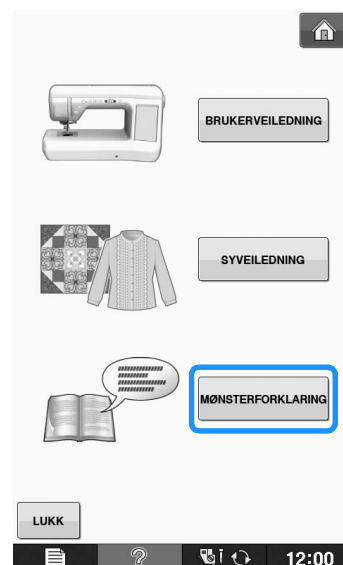 BRUKERVEILEDNING
SYVEILEDNING
MØNSTERFORKLARING
LUKK
12:00